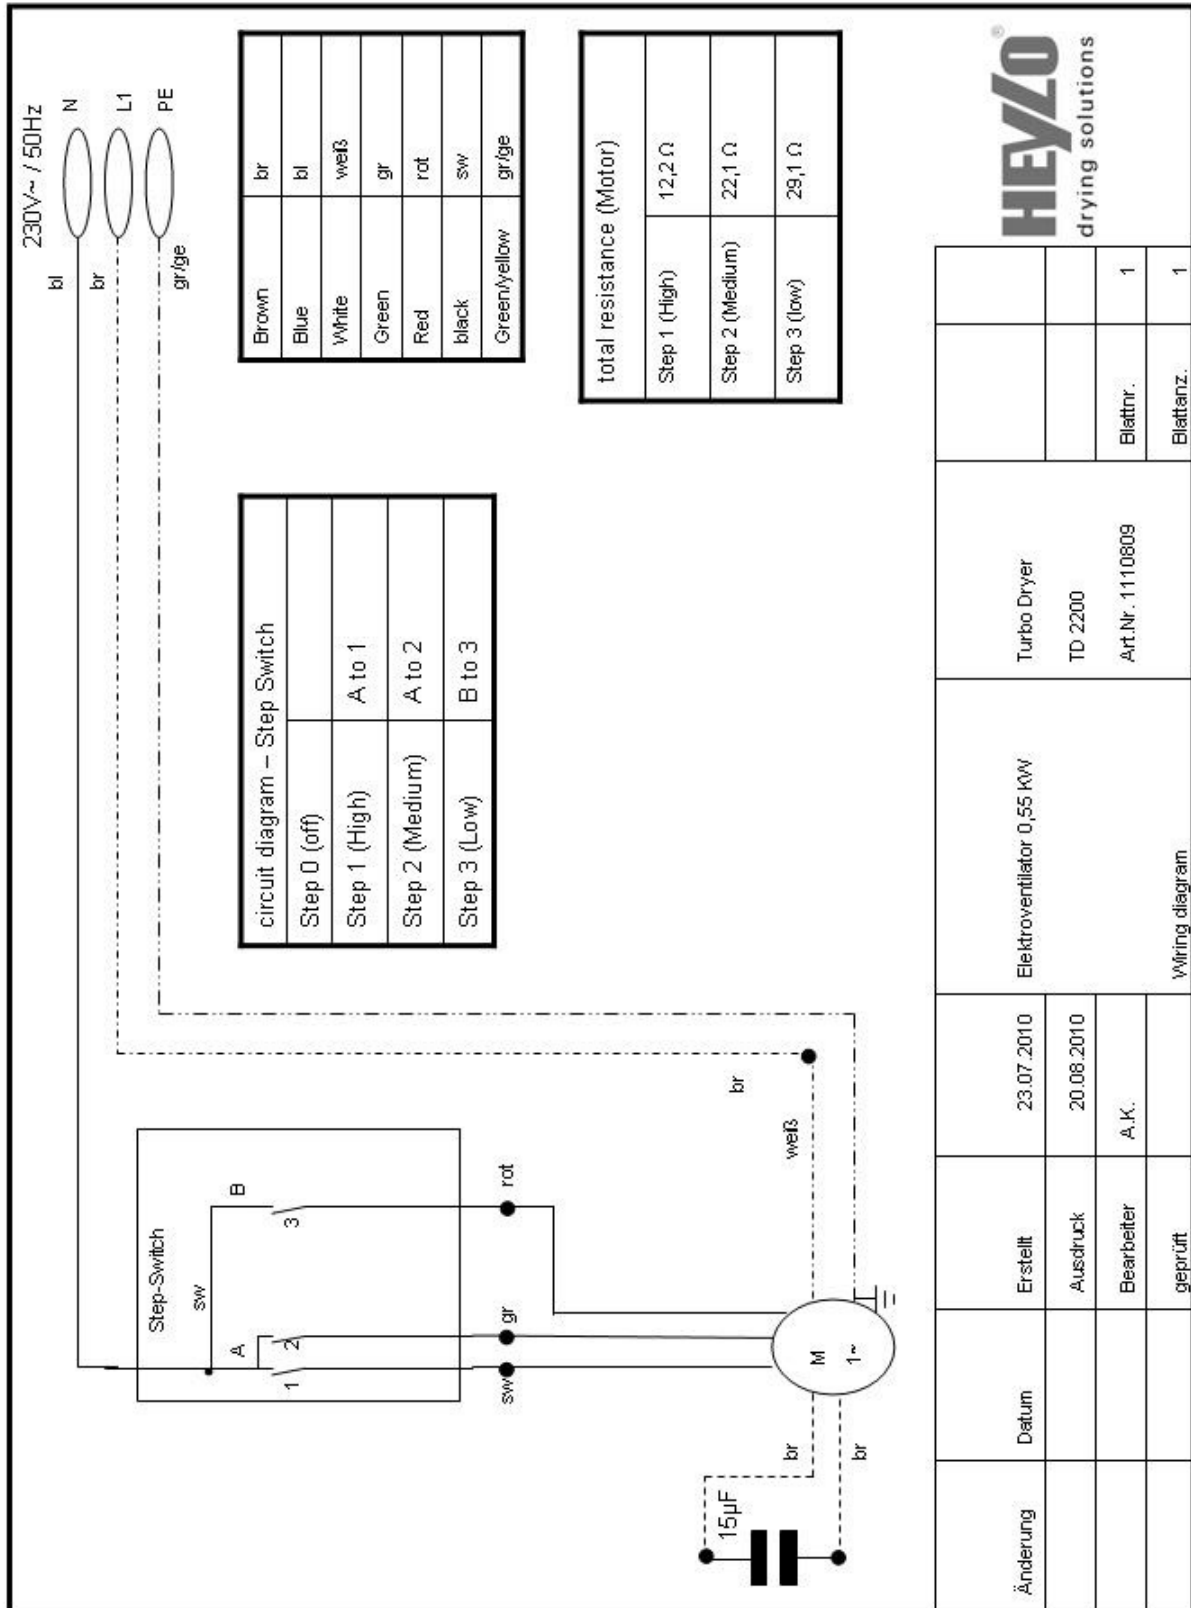 230V~ / 50Hz
bl
N
br
L1
gr/ge
PE
Step-Switch
sw
A
B
1
2
3
sw
gr
rot
br
weiß
15µF
br
br
M
1~
circuit diagram – Step Switch
Step 0 (off)
Step 1 (High) A to 1
Step 2 (Medium) A to 2
Step 3 (Low) B to 3
Brown br
Blue bl
White weiß
Green gr
Red rot
black sw
Green/yellow gr/ge
total resistance (Motor)
Step 1 (High) 12,2 Ω
Step 2 (Medium) 22,1 Ω
Step 3 (low) 29,1 Ω
Änderung Datum Erstellt 23.07.2010 Elektroventilator 0,55 KW Turbo Dryer
Ausdruck 20.08.2010 TD 2200
Bearbeiter A.K. Art.Nr. 1110809 Blattnr. 1
geprüft Wiring diagram Blattanz. 1
HEYLO®
drying solutions